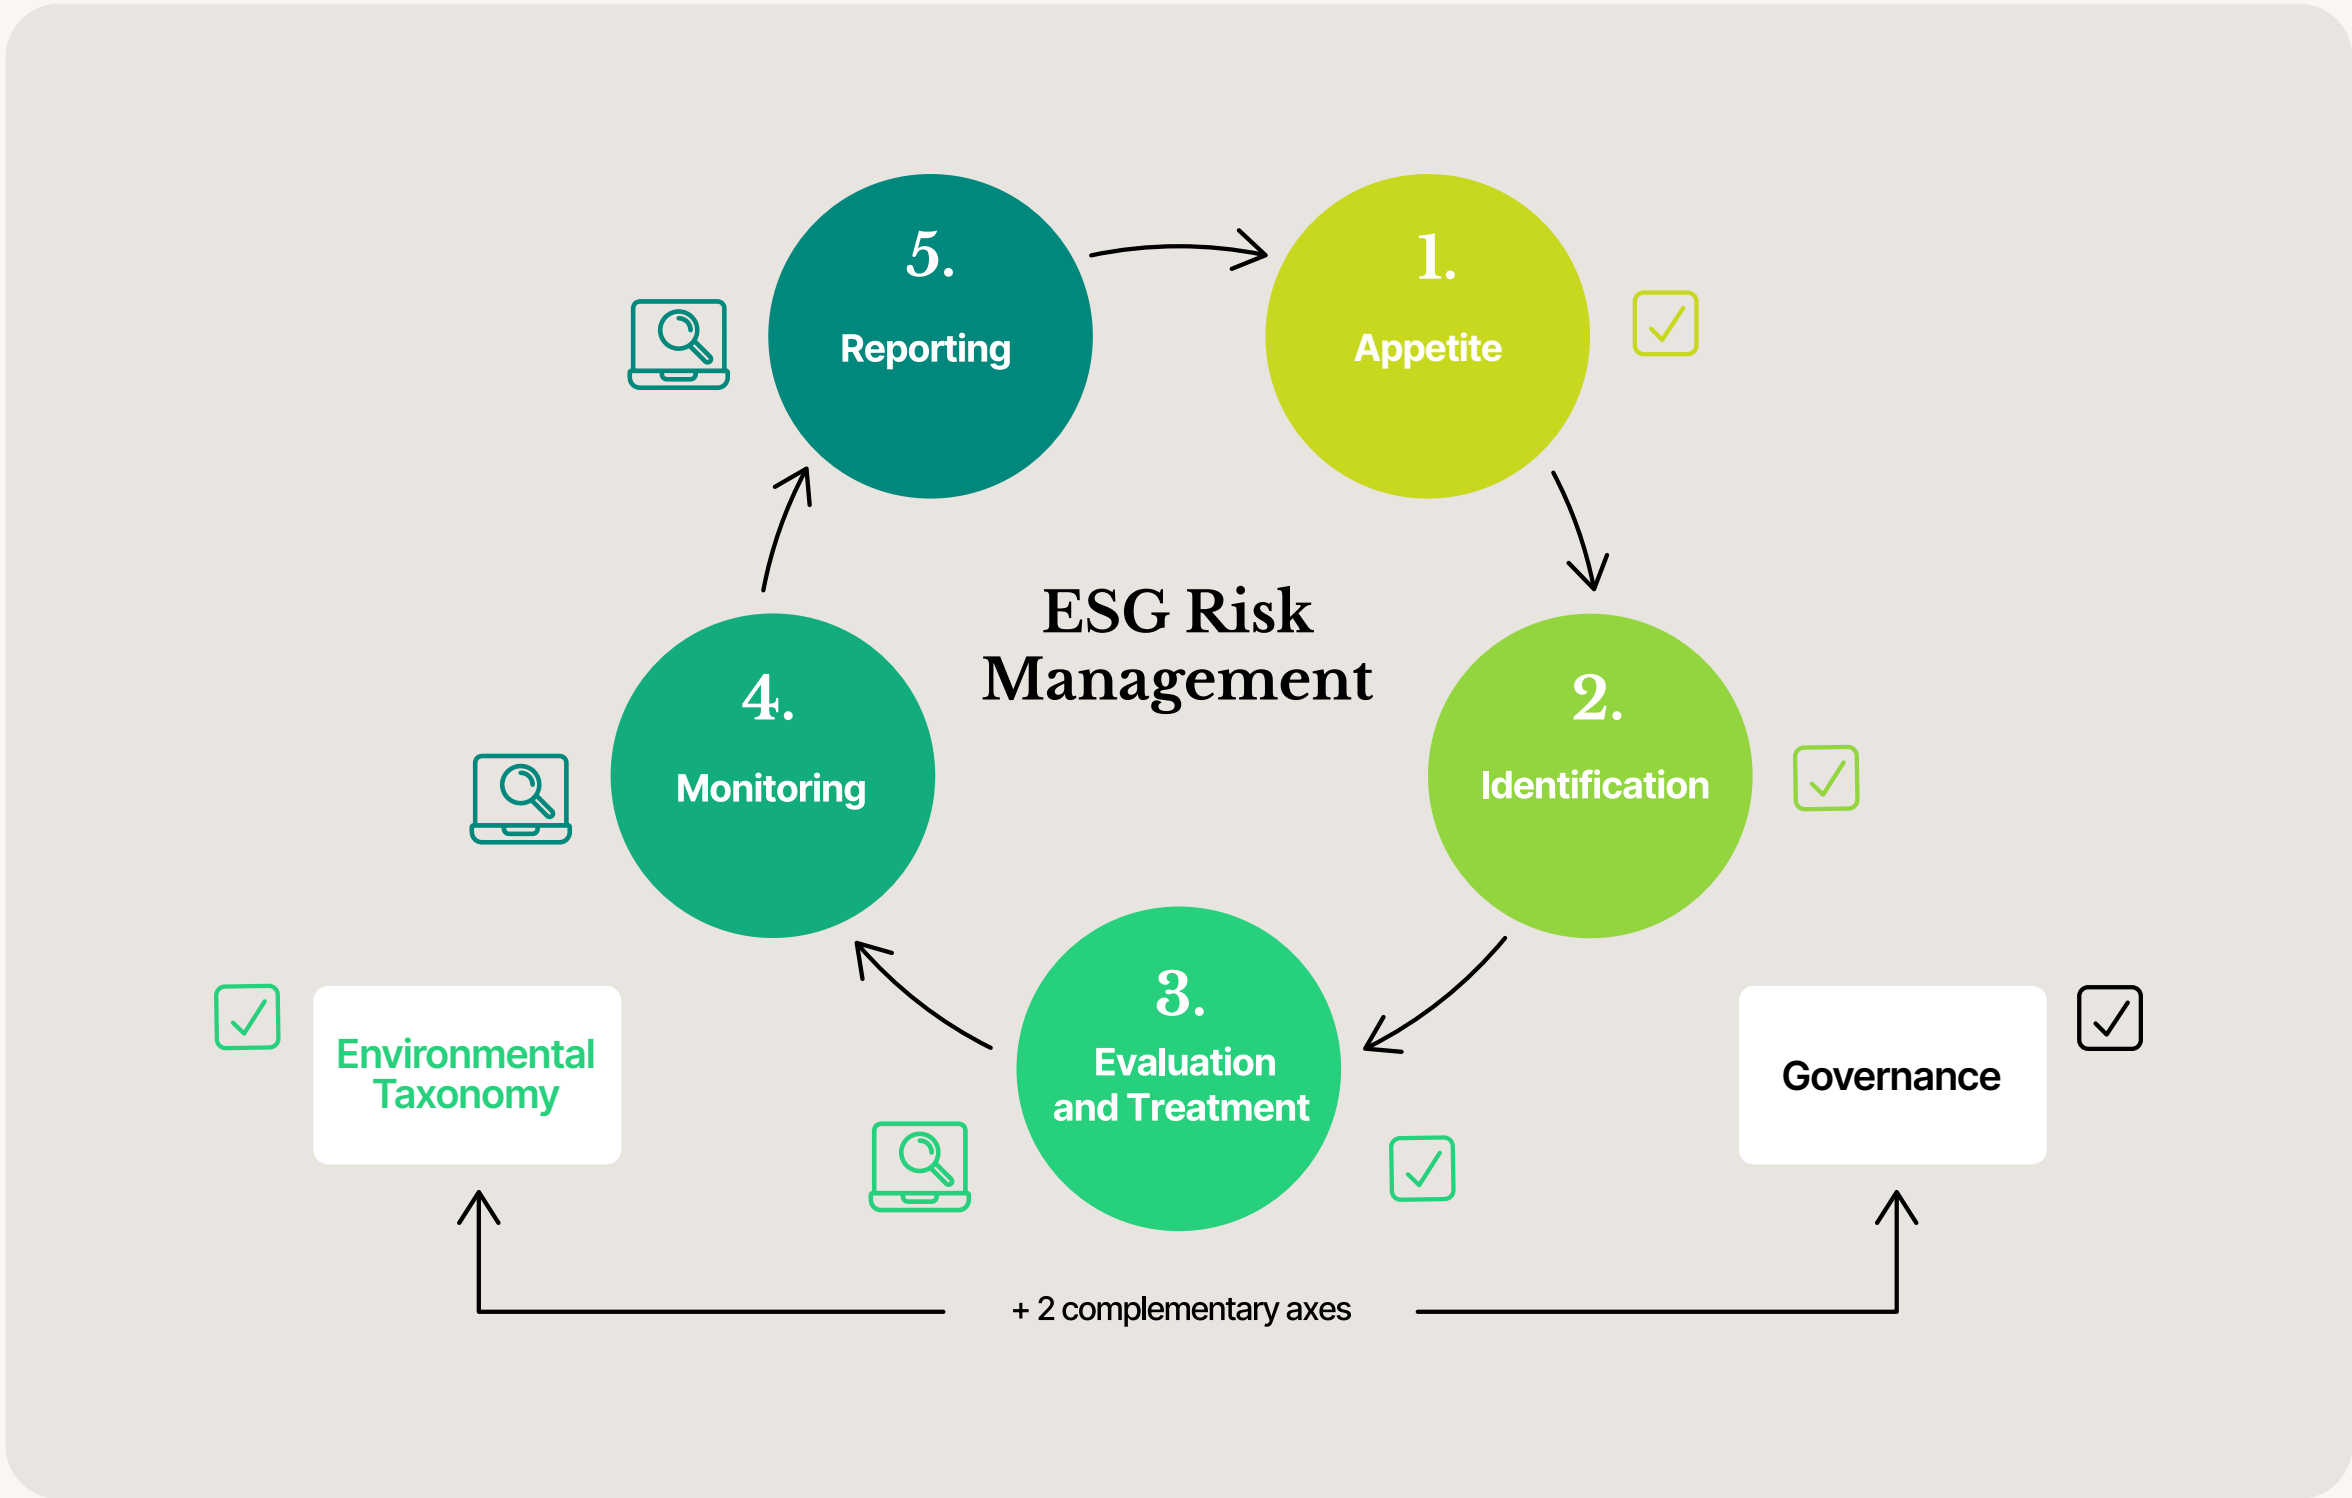 5.
Reporting
1.
Appetite
ESG Risk
Management
4.
Monitoring
2.
Identification
3.
Evaluation
and Treatment
Environmental
Taxonomy
Governance
+ 2 complementary axes